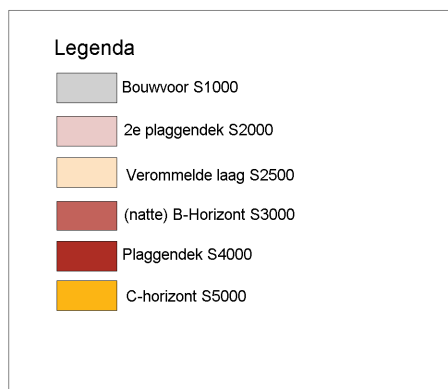 Legenda
Bouwvoor S1000
2e plaggendek S2000
Verommelde laag S2500
(natte) B-Horizont S3000
Plaggendek S4000
C-horizont S5000